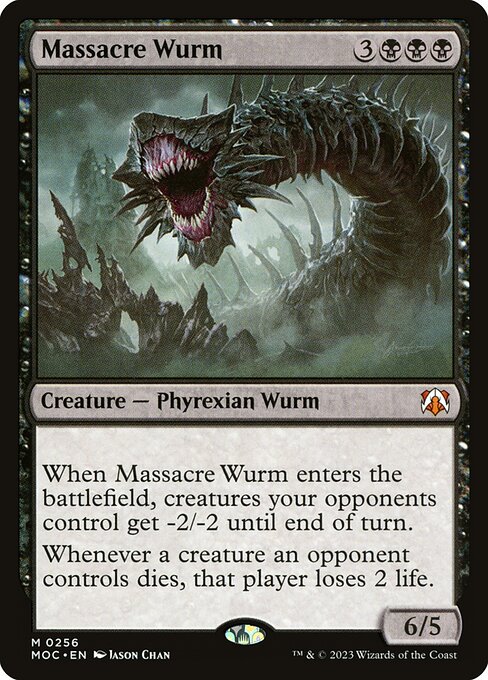 Massacre Wurm 3
Creature — Phyrexian Wurm
When Massacre Wurm enters the
battlefield, creatures your opponents
control get -2/-2 until end of turn.
Whenever a creature an opponent
controls dies, that player loses 2 life.
6/5
M 0256
MOC • EN Jason Chan
™ & © 2023 Wizards of the Coast